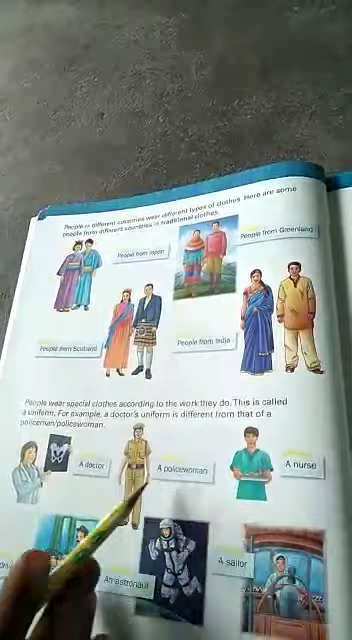 People in different countries wear different types of clothes. Here are some
people from different countries in traditional clothes.
People from Japan
People from Greenland
People from Scotland
People from India
People wear special clothes according to the work they do. This is called
a uniform. For example, a doctor's uniform is different from that of a
policeman/policewoman.
A doctor
A policewoman
A nurse
An astronaut
A sailor